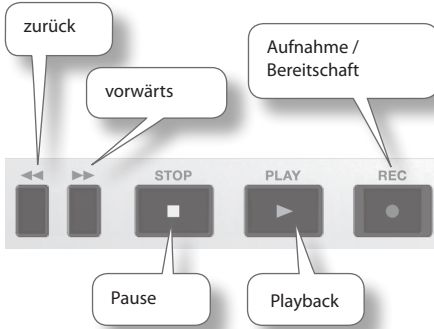 zurück
Aufnahme /
Bereitschaft
vorwärts
STOP PLAY REC
Pause
Playback